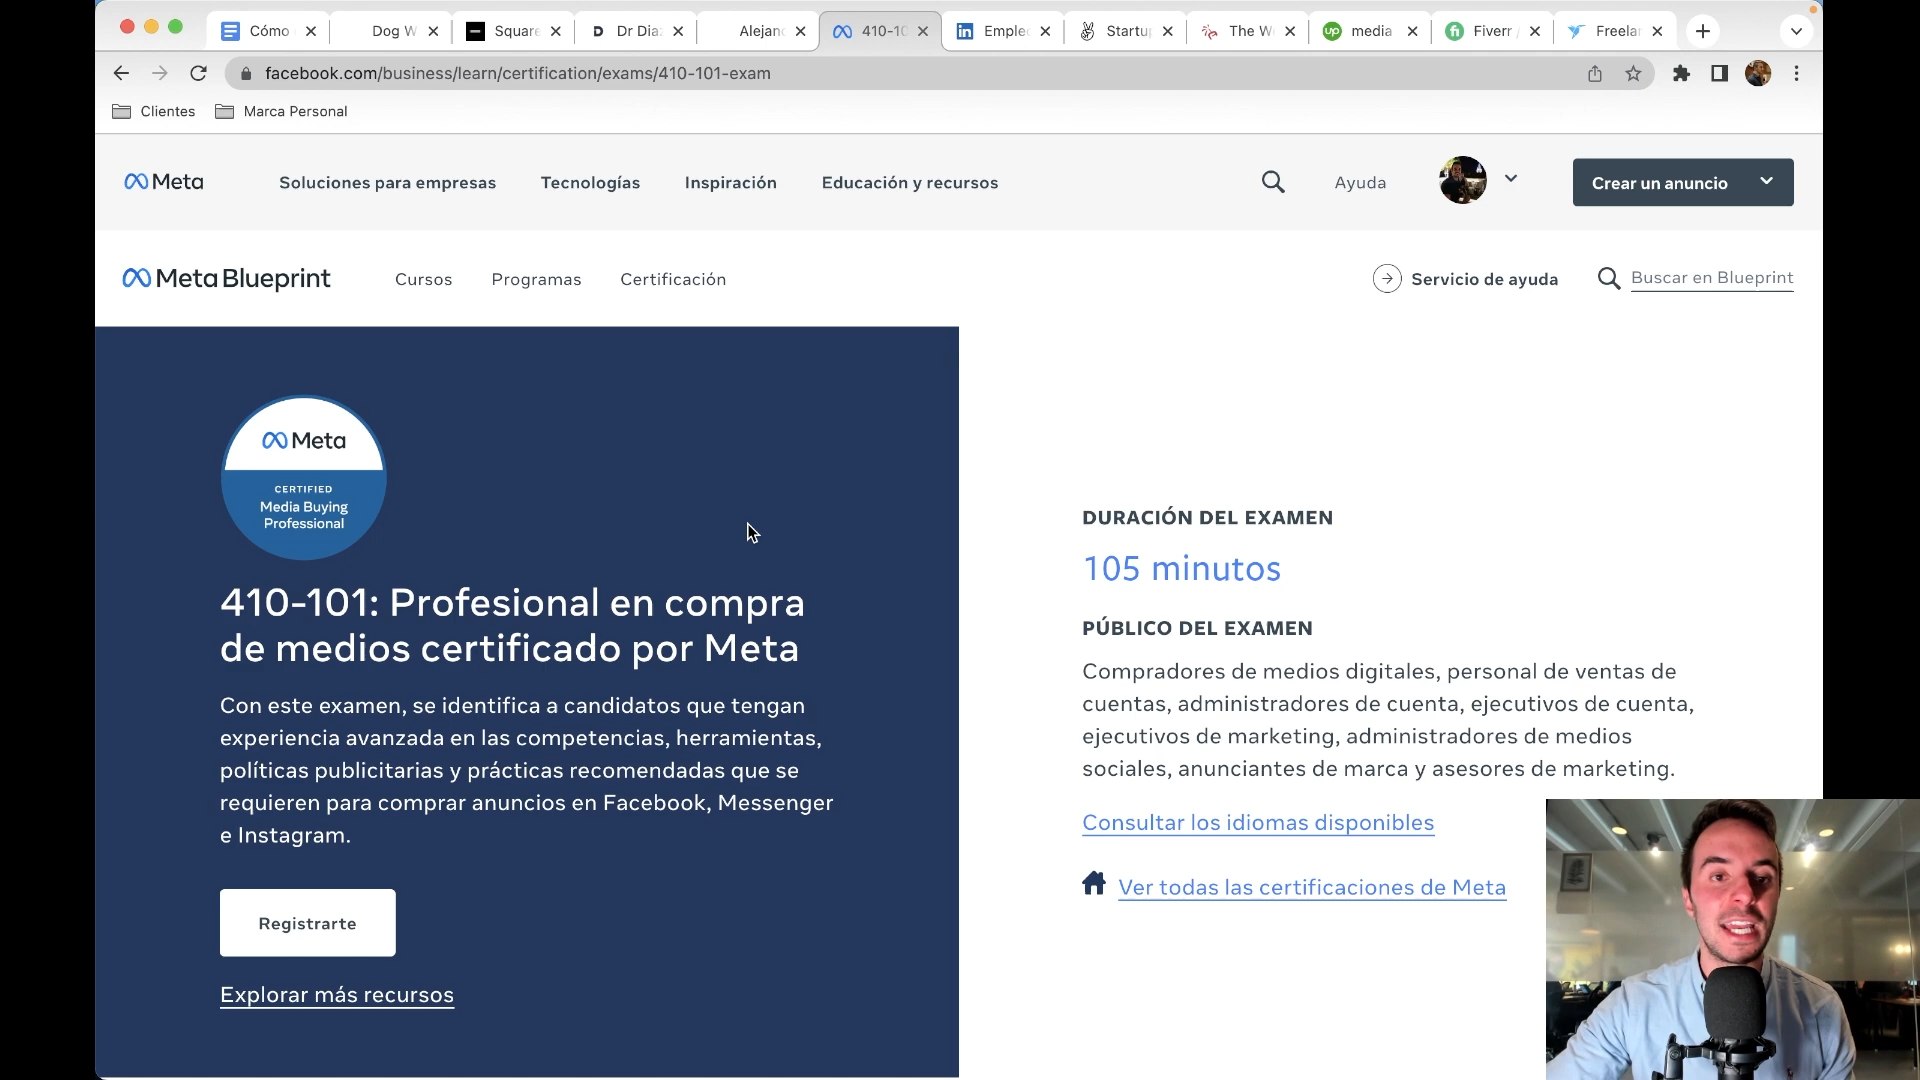 Cómo
Dog W
Square
Dr Dia
Alejan
410-10
Emple
Startu
The W
up
media
Fiverr
Freelar
facebook.com/business/learn/certification/exams/410-101-exam
Clientes
Marca Personal
Meta
Soluciones para empresas
Tecnologías
Inspiración
Educación y recursos
Ayuda
Crear un anuncio
Meta Blueprint
Cursos
Programas
Certificación
Servicio de ayuda
Buscar en Blueprint
Meta
CERTIFIED
Media Buying
Professional
410-101: Profesional en compra
de medios certificado por Meta
Con este examen, se identifica a candidatos que tengan
experiencia avanzada en las competencias, herramientas,
políticas publicitarias y prácticas recomendadas que se
requieren para comprar anuncios en Facebook, Messenger
e Instagram.
Registrarte
Explorar más recursos
DURACIÓN DEL EXAMEN
105 minutos
PÚBLICO DEL EXAMEN
Compradores de medios digitales, personal de ventas de
cuentas, administradores de cuenta, ejecutivos de cuenta,
ejecutivos de marketing, administradores de medios
sociales, anunciantes de marca y asesores de marketing.
Consultar los idiomas disponibles
Ver todas las certificaciones de Meta